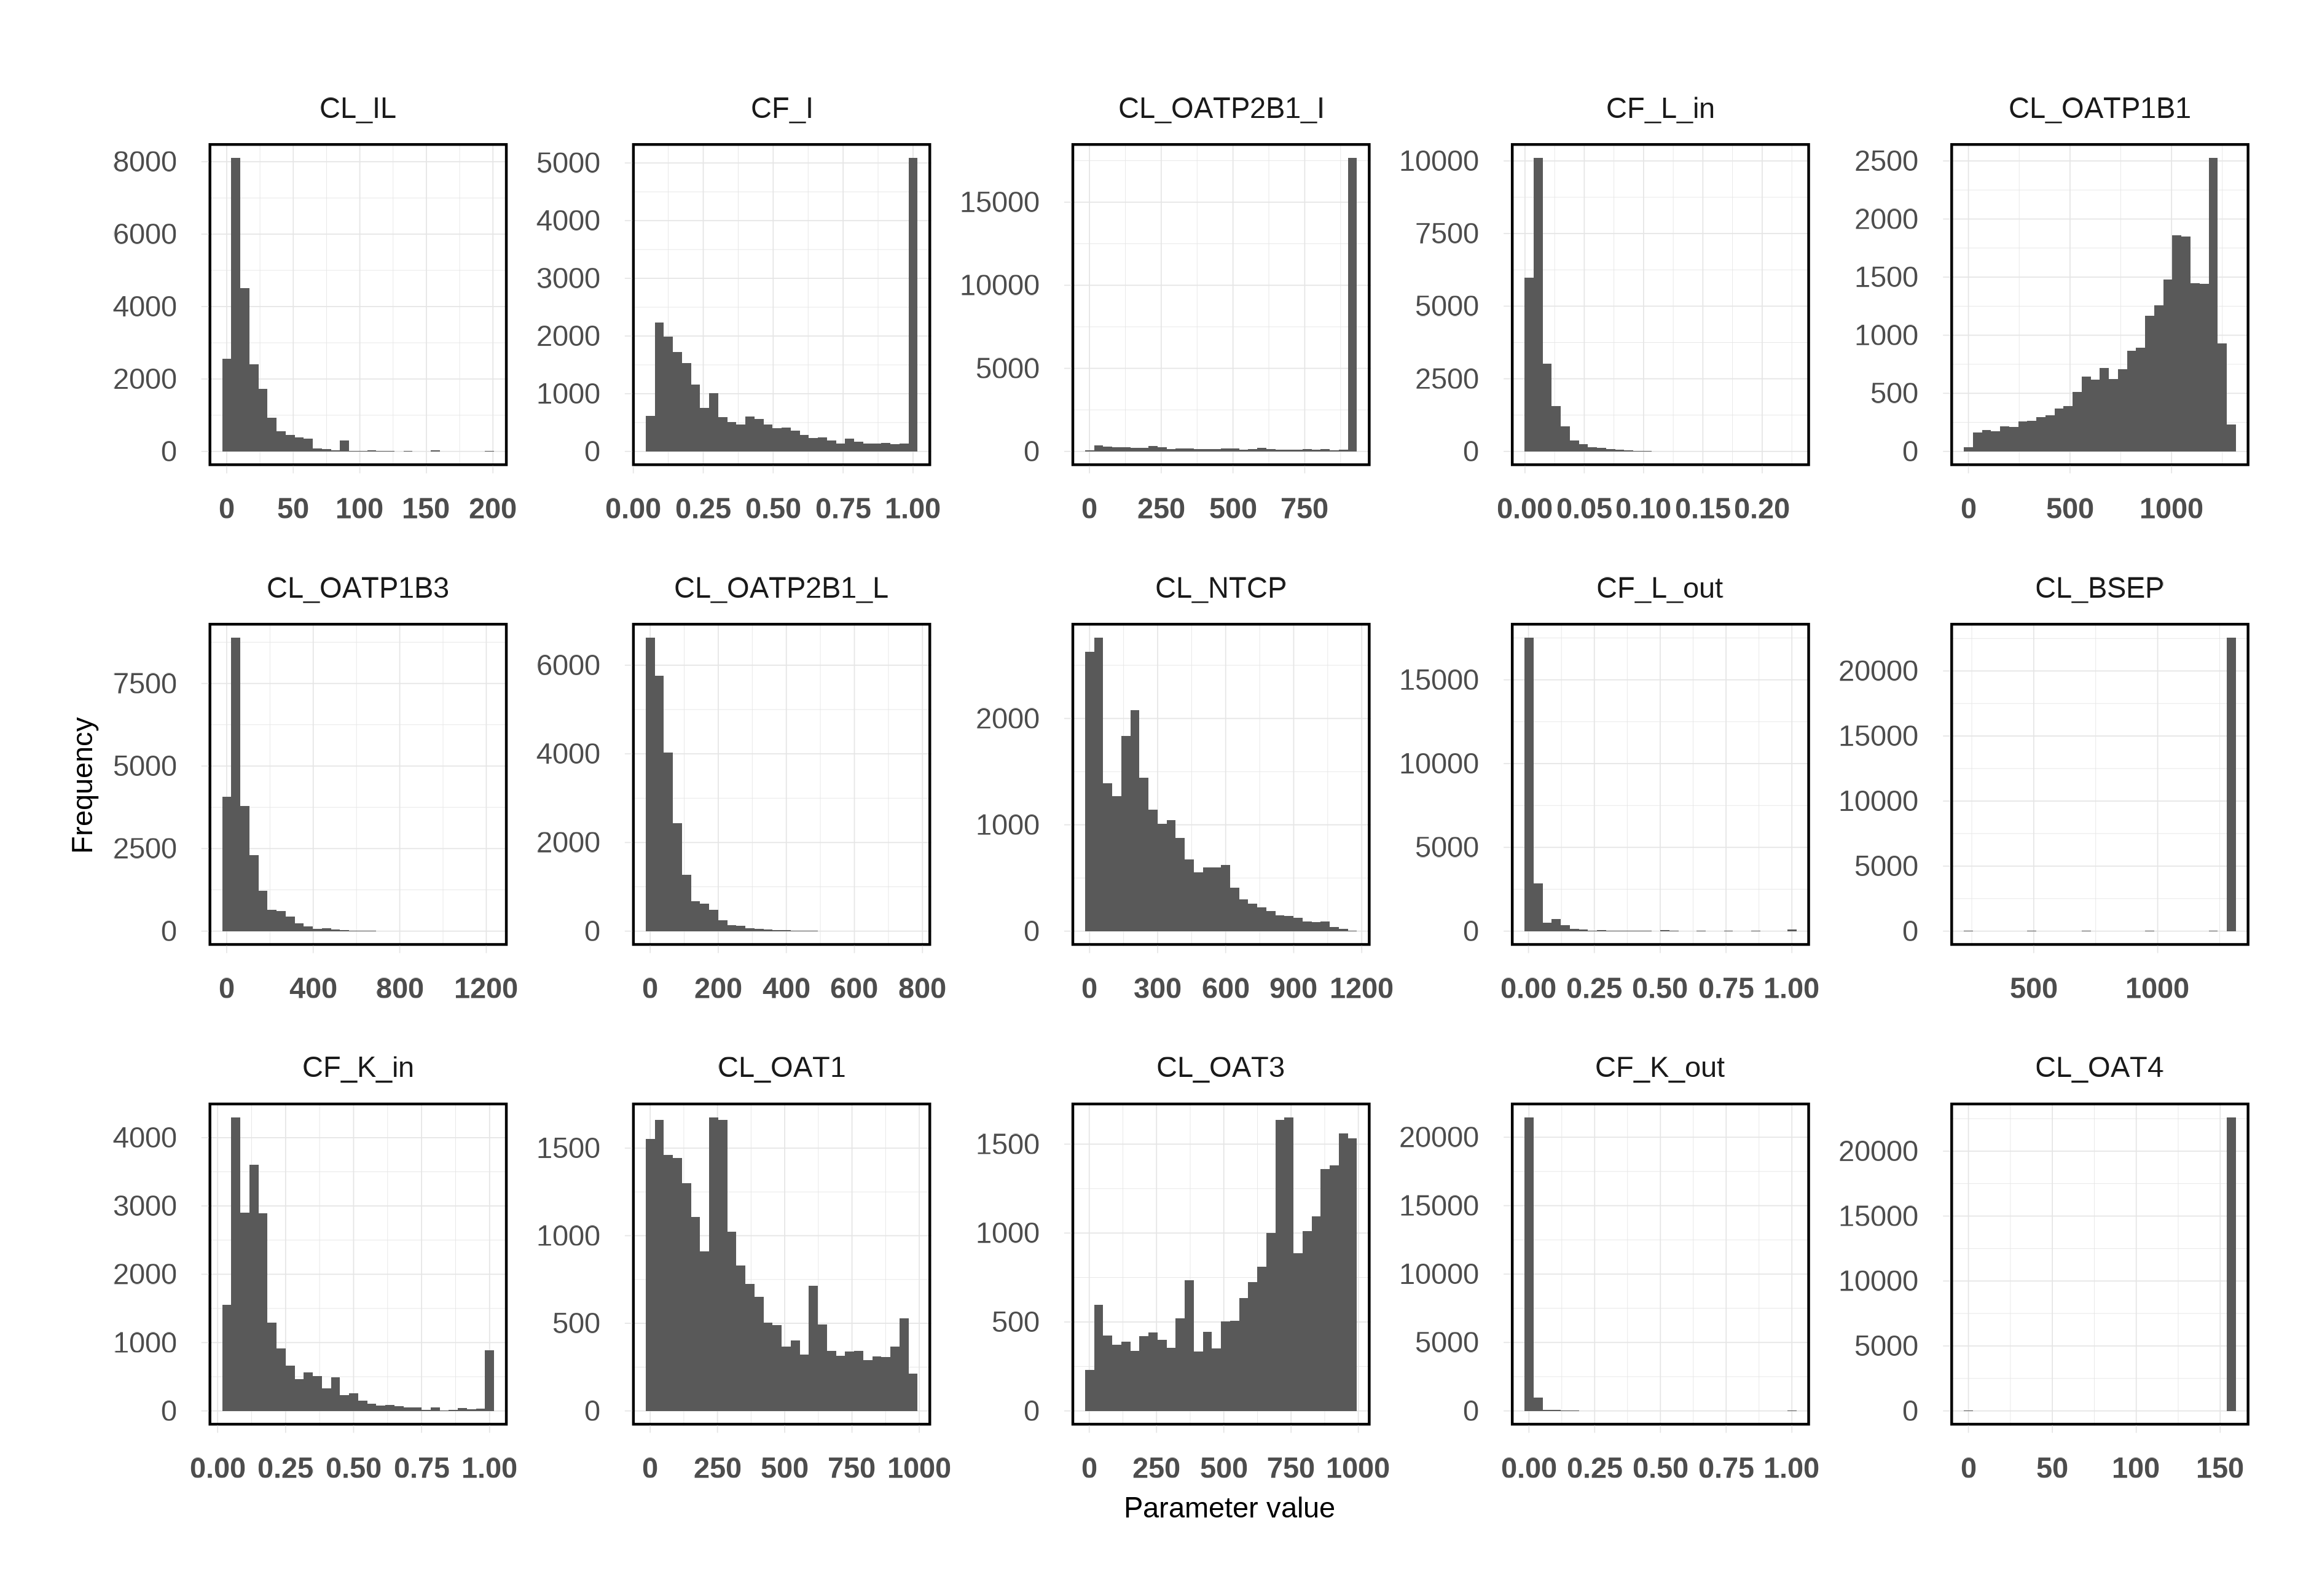 CL_IL
CF_I
CL_OATP2B1_I
CF_L_in
CL_OATP1B1
8000
6000
4000
2000
0
0 50 100 150 200
5000
4000
3000
2000
1000
0
0.00 0.25 0.50 0.75 1.00
15000
10000
5000
0
0 250 500 750
10000
7500
5000
2500
0
0.00 0.05 0.10 0.15 0.20
2500
2000
1500
1000
500
0
0 500 1000
Frequency
CL_OATP1B3
CL_OATP2B1_L
CL_NTCP
CF_L_out
CL_BSEP
7500
5000
2500
0
0 400 800 1200
6000
4000
2000
0
0 200 400 600 800
2000
1000
0
0 300 600 900 1200
15000
10000
5000
0
0.00 0.25 0.50 0.75 1.00
20000
15000
10000
5000
0
500 1000
CF_K_in
CL_OAT1
CL_OAT3
CF_K_out
CL_OAT4
4000
3000
2000
1000
0
0.00 0.25 0.50 0.75 1.00
1500
1000
500
0
0 250 500 750 1000
1500
1000
500
0
0 250 500 750 1000
20000
15000
10000
5000
0
0.00 0.25 0.50 0.75 1.00
20000
15000
10000
5000
0
0 50 100 150
Parameter value